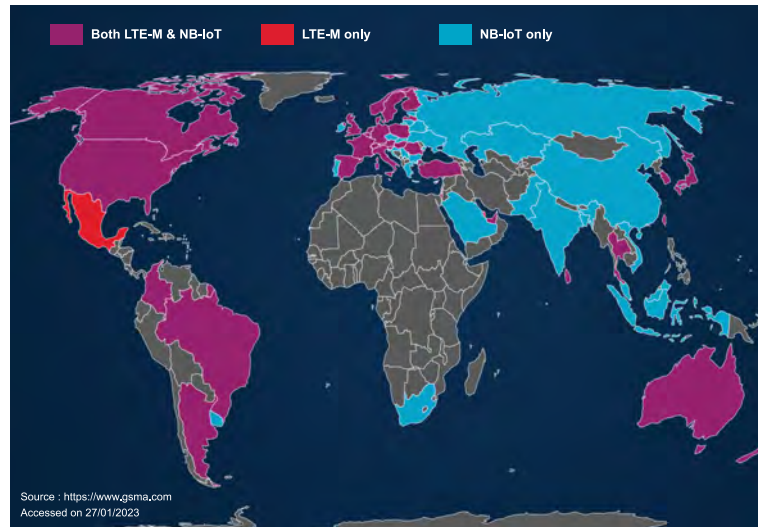 Both LTE-M & NB-IoT
LTE-M only
NB-IoT only
Source : https://www.gsma.com
Accessed on 27/01/2023